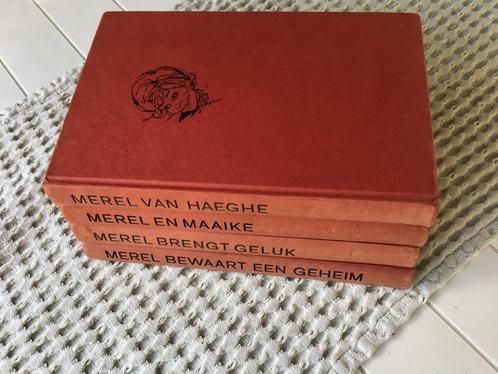 MEREL VAN HAEGHE
MEREL EN MAAIKE
MEREL BRENGT GELUK
MEREL BEWAART EEN GEHEIM